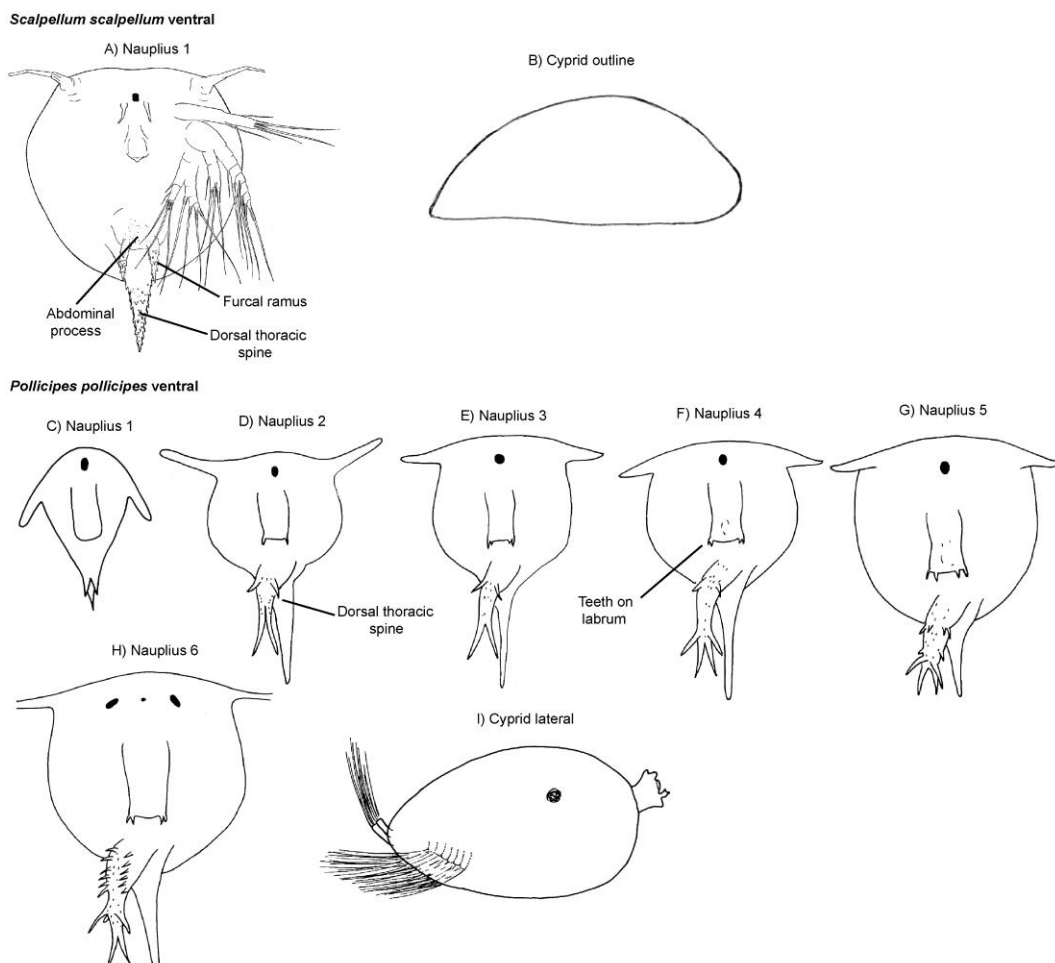 Scalpellum scalpellum ventral
A) Nauplius 1
B) Cyprid outline
Furcal ramus
Abdominal
process
Dorsal thoracic
spine
Pollicipes pollicipes ventral
C) Nauplius 1
D) Nauplius 2
E) Nauplius 3
F) Nauplius 4
G) Nauplius 5
Dorsal thoracic
spine
Teeth on
labrum
H) Nauplius 6
I) Cyprid lateral